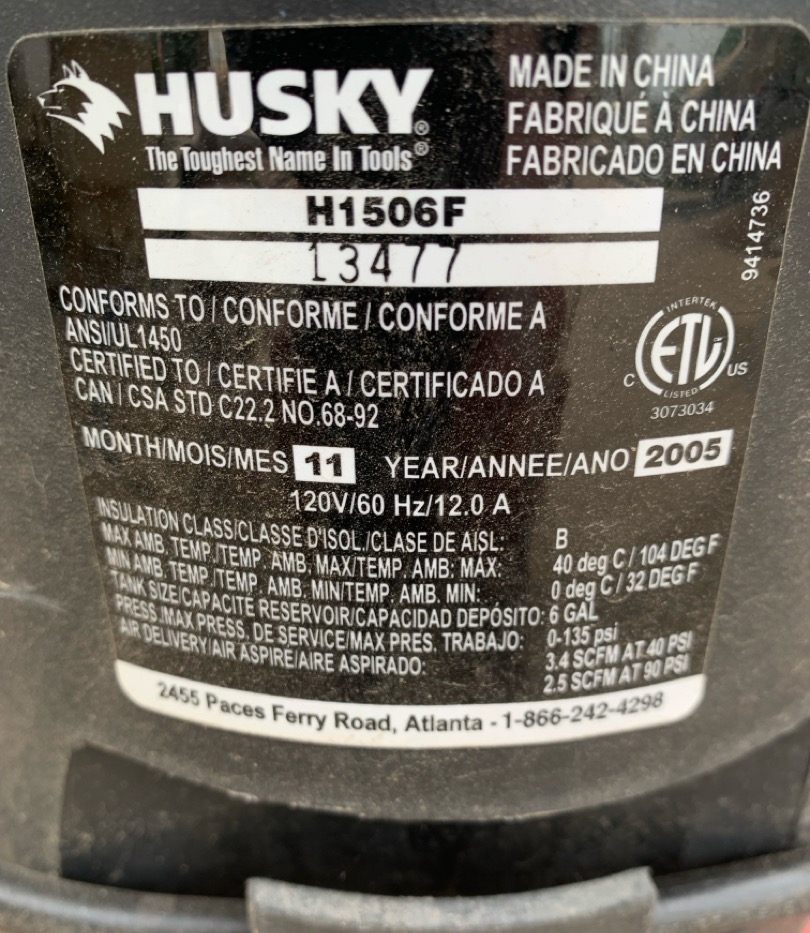 HUSKY®
The Toughest Name In Tools®
MADE IN CHINA
FABRIQUÉ À CHINA
FABRICADO EN CHINA
H1506F
13477
9414736
CONFORMS TO / CONFORME / CONFORME A
ANSI/UL1450
CERTIFIED TO / CERTIFIE A / CERTIFICADO A
CAN / CSA STD C22.2 NO.68-92
INTERTEK
C ETL US
LISTED
3073034
MONTH/MOIS/MES 11 YEAR/ANNEE/ANO 2005
120V/60 Hz/12.0 A
INSULATION CLASS/CLASSE D'ISOL./CLASE DE AISL: B
MAX AMB. TEMP./TEMP. AMB. MAX/TEMP. AMB. MAX: 40 deg C / 104 DEG F
MIN AMB. TEMP./TEMP. AMB. MIN/TEMP. AMB. MIN: 0 deg C / 32 DEG F
TANK SIZE/CAPACITE RESERVOIR/CAPACIDAD DEPÓSITO: 6 GAL
PRESS./MAX PRESS. DE SERVICE/MAX PRES. TRABAJO: 0-135 psi
AIR DELIVERY/AIR ASPIRE/AIRE ASPIRADO: 3.4 SCFM AT 40 PSI
2.5 SCFM AT 90 PSI
2455 Paces Ferry Road, Atlanta - 1-866-242-4298